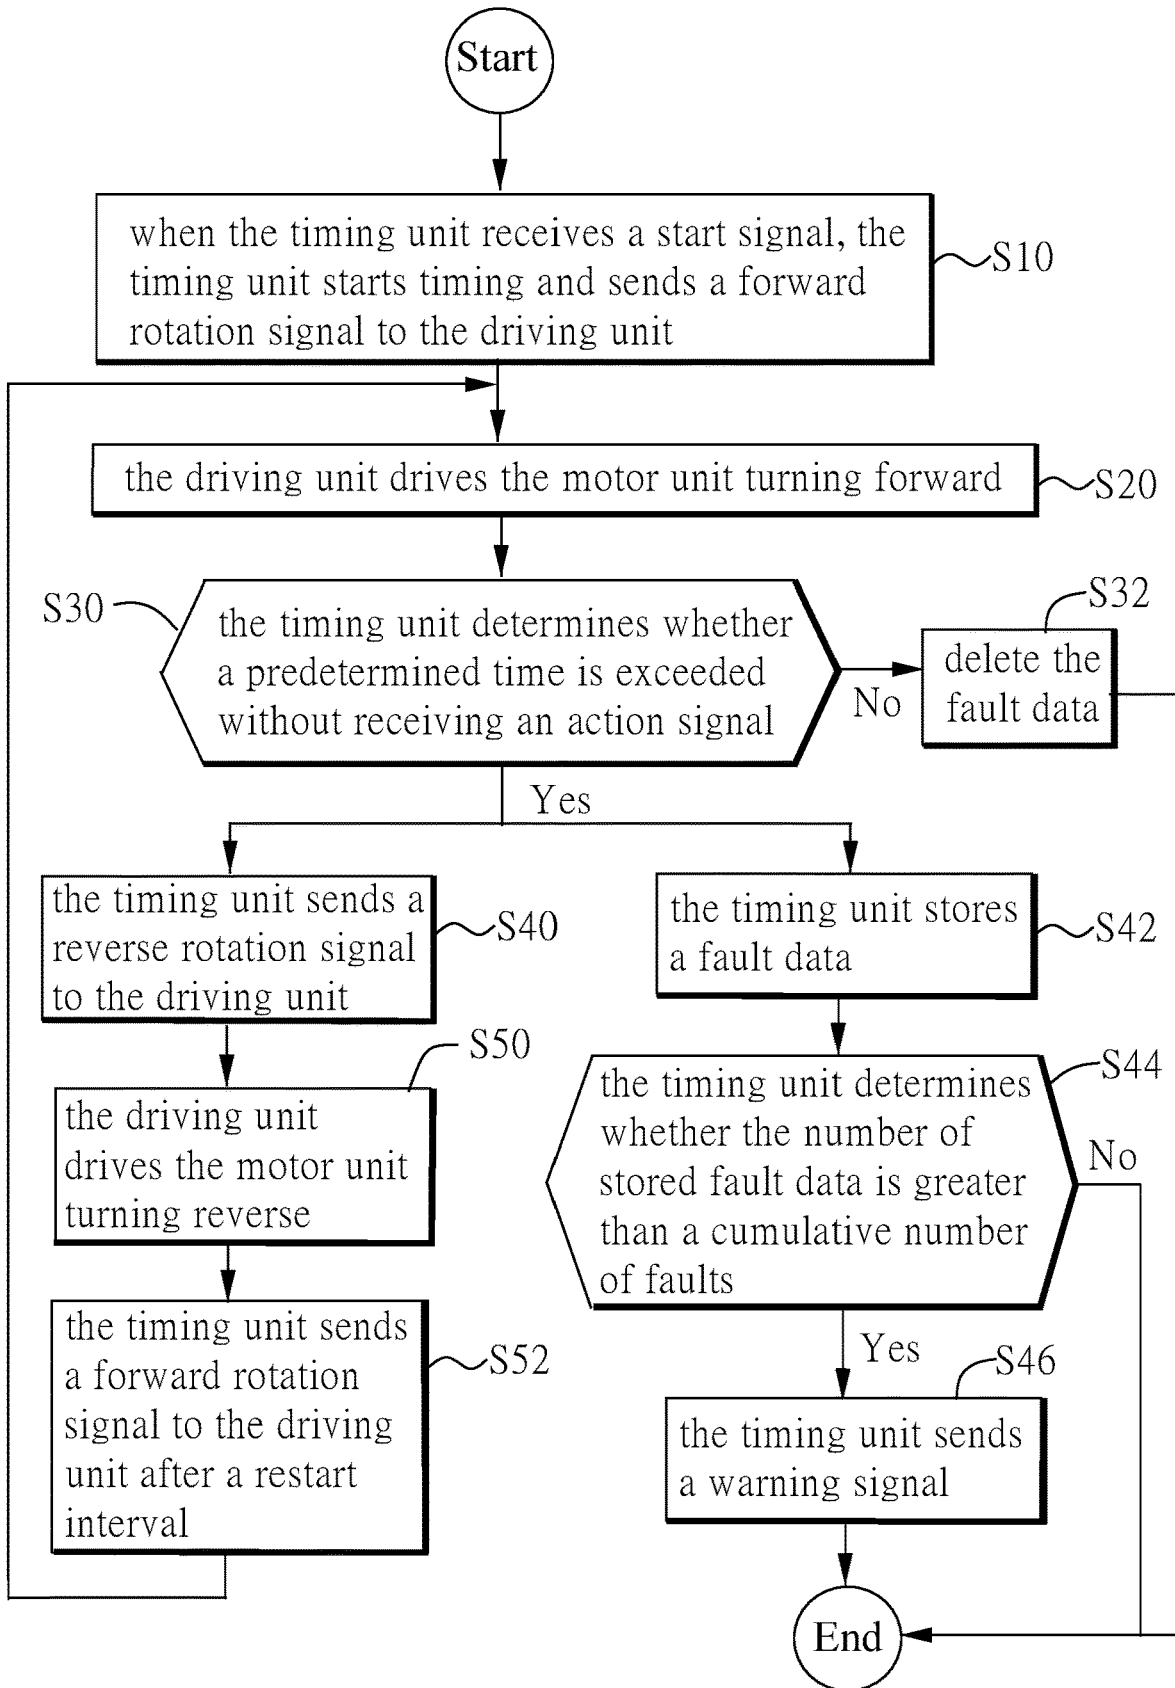 Start
when the timing unit receives a start signal, the
timing unit starts timing and sends a forward
rotation signal to the driving unit
S10
the driving unit drives the motor unit turning forward
S20
S30
the timing unit determines whether
a predetermined time is exceeded
without receiving an action signal
No
S32
delete the
fault data
Yes
the timing unit sends a
reverse rotation signal
to the driving unit
S40
the timing unit stores
a fault data
S42
S50
the driving unit
drives the motor unit
turning reverse
S44
the timing unit determines
whether the number of
stored fault data is greater
than a cumulative number
of faults
No
the timing unit sends
a forward rotation
signal to the driving
unit after a restart
interval
S52
Yes
S46
the timing unit sends
a warning signal
End